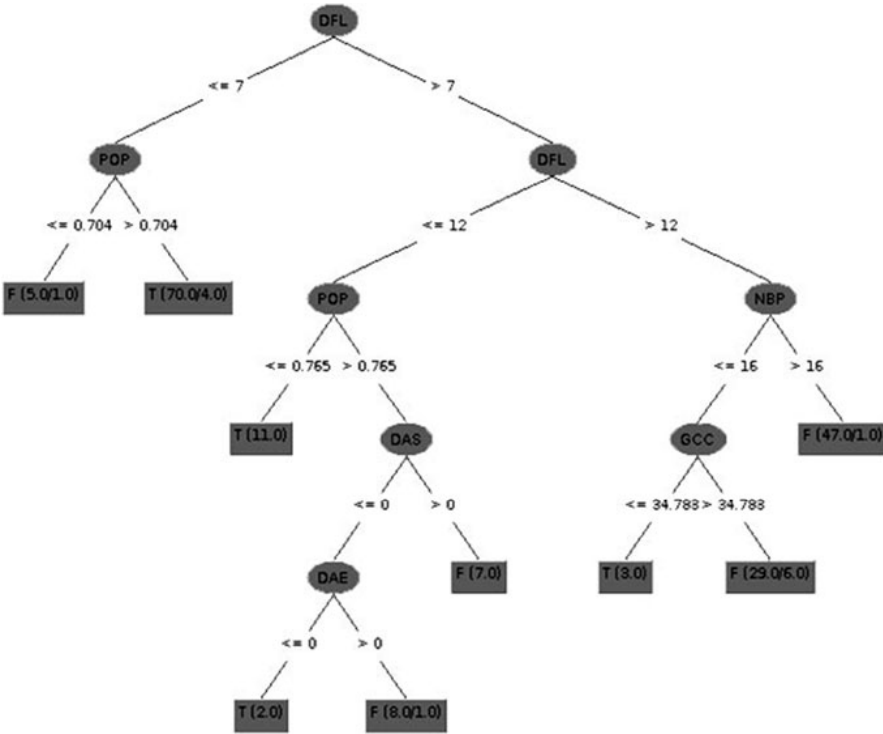 DFL
<= 7 > 7
POP DFL
<= 0.704 > 0.704 <= 12 > 12
F (5.0/1.0) T (70.0/4.0) POP NBP
<= 0.765 > 0.765 <= 16 > 16
T (11.0) DAS GCC F (47.0/1.0)
<= 0 > 0 <= 34.783 > 34.783
DAE F (7.0) T (3.0) F (29.0/6.0)
<= 0 > 0
T (2.0) F (8.0/1.0)